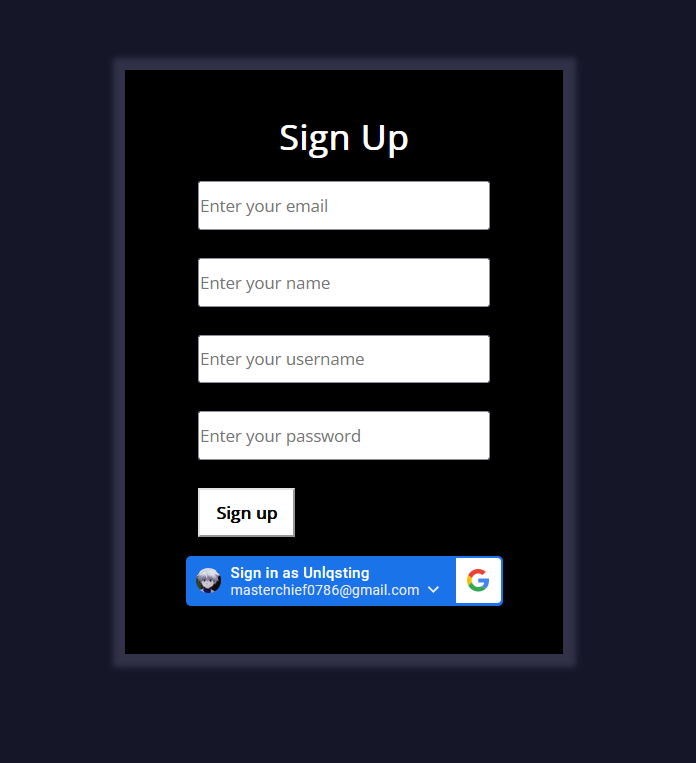 Sign Up
Enter your email
Enter your name
Enter your username
Enter your password
Sign up
Sign in as Unlqsting
masterchief0786@gmail.com